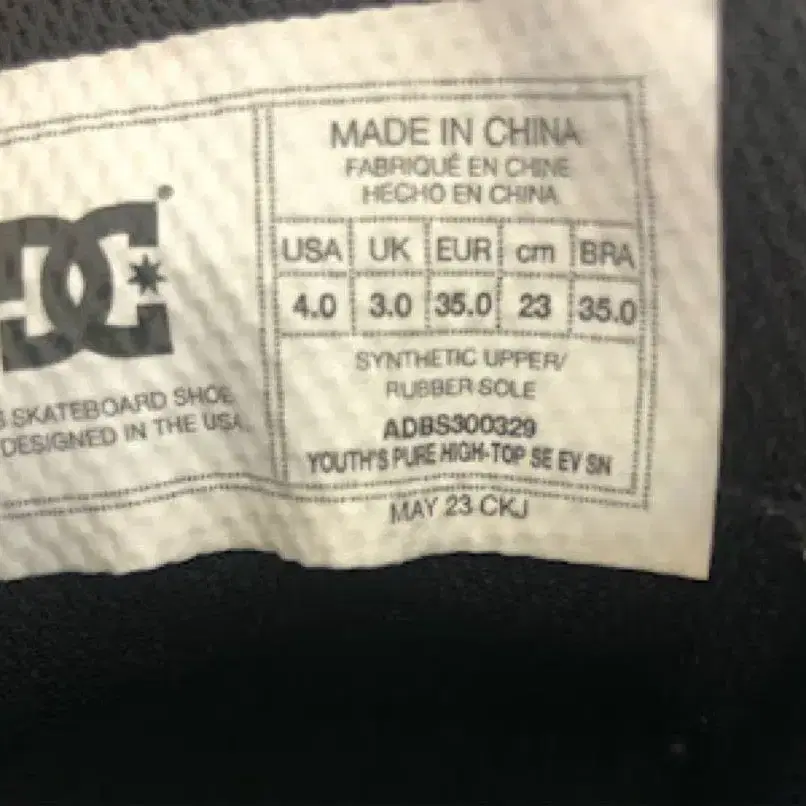 DC
SKATEBOARD SHOE
DESIGNED IN THE USA.
MADE IN CHINA
FABRIQUÉ EN CHINE
HECHO EN CHINA
USA UK EUR cm BRA
4.0 3.0 35.0 23 35.0
SYNTHETIC UPPER/
RUBBER SOLE
ADBS300329
YOUTH'S PURE HIGH-TOP SE EV SN
MAY 23 CKJ